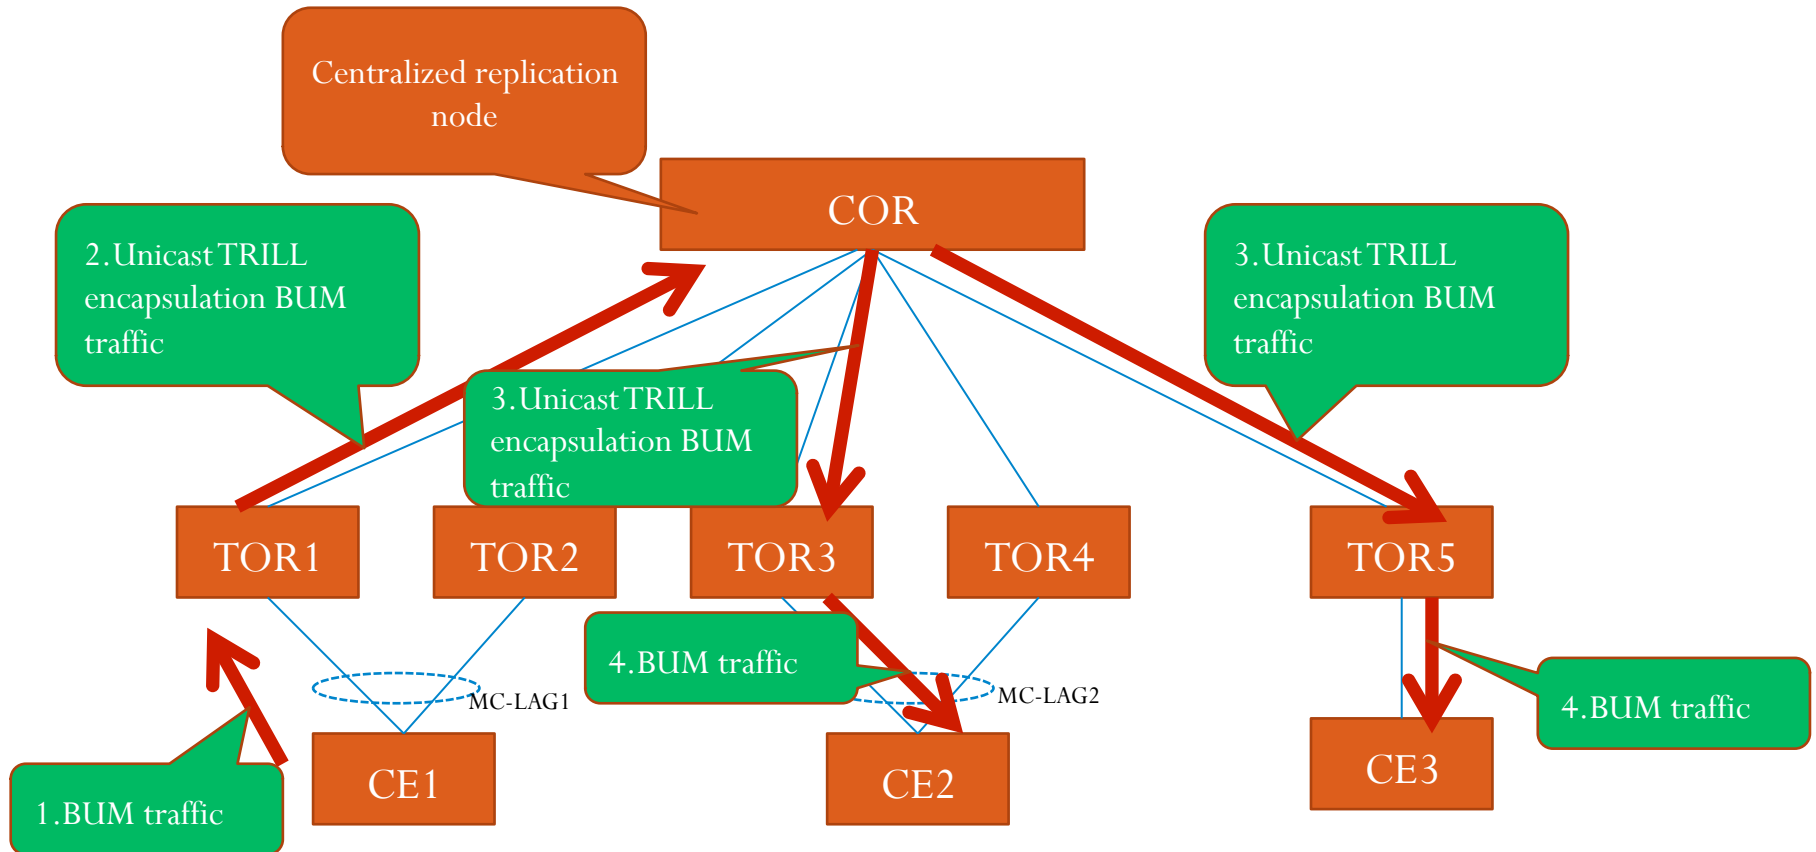 Centralized replication
node
COR
2.Unicast TRILL
encapsulation BUM
traffic
3.Unicast TRILL
encapsulation BUM
traffic
3.Unicast TRILL
encapsulation BUM
traffic
TOR1
TOR2
TOR3
TOR4
TOR5
4.BUM traffic
MC-LAG1
MC-LAG2
4.BUM traffic
1.BUM traffic
CE1
CE2
CE3